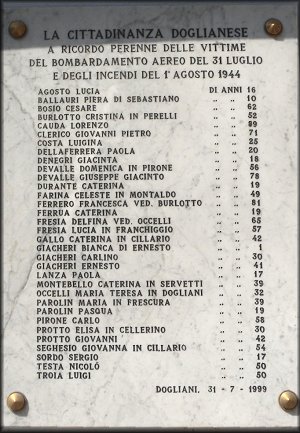 LA CITTADINANZA DOGLIANESE
A RICORDO PERENNE DELLE VITTIME
DEL BOMBARDAMENTO AEREO DEL 31 LUGLIO
E DEGLI INCENDI DEL 1° AGOSTO 1944
AGOSTO LUCIA DI ANNI 16
BALLAURI PIERA DI SEBASTIANO „ „ 10
BOSIO CESARE „ „ 62
BURLOTTO CRISTINA IN PERELLI „ „ 52
CAUDA LORENZO „ „ 89
CLERICO GIOVANNI PIETRO „ „ 71
COSTA LUIGINA „ „ 25
DELLAFERRERA PAOLA „ „ 20
DENEGRI GIACINTA „ „ 18
DEVALLE DOMENICA IN PIRONE „ „ 56
DEVALLE GIUSEPPE GIACINTO „ „ 78
DURANTE CATERINA „ „ 19
FARINA CELESTE IN MONTALDO „ „ 49
FERRERO FRANCESCA VED. BURLOTTO „ „ 81
FERRUA CATERINA „ „ 19
FRESIA DELFINA VED. OCCELLI „ „ 65
FRESIA LUCIA IN FRANCHIGGIO „ „ 57
GALLO CATERINA IN CILLARIO „ „ 42
GIACHERI BIANCA DI ERNESTO „ „ 1
GIACHERI CARLINO „ „ 30
GIACHERI ERNESTO „ „ 41
LANZA PAOLA „ „ 17
MONTEBELLO CATERINA IN SERVETTI „ „ 39
OCCELLI MARIA TERESA DI DOGLIANI „ „ 32
PAROLIN MARIA IN FRESCURA „ „ 39
PAROLIN PASQUA „ „ 19
PIRONE CARLO „ „ 58
PROTTO ELISA IN CELLERINO „ „ 30
PROTTO GIOVANNI „ „ 42
SEGHESIO GIOVANNA IN CILLARIO „ „ 54
SORDO SERGIO „ „ 17
TESTA NICOLÓ „ „ 50
TROIA LUIGI „ „ 50
DOGLIANI. 31 - 7 - 1999